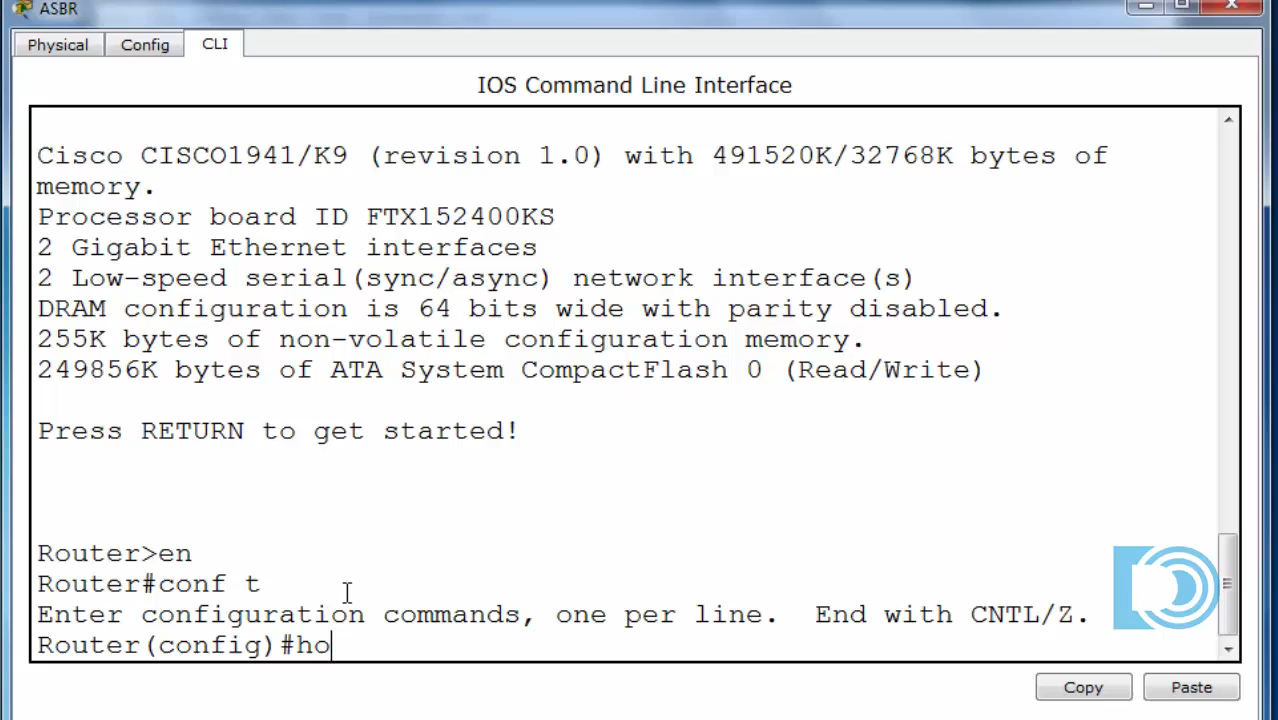 ASBR
Physical Config CLI
IOS Command Line Interface
Cisco CISCO1941/K9 (revision 1.0) with 491520K/32768K bytes of
memory.
Processor board ID FTX152400KS
2 Gigabit Ethernet interfaces
2 Low-speed serial(sync/async) network interface(s)
DRAM configuration is 64 bits wide with parity disabled.
255K bytes of non-volatile configuration memory.
249856K bytes of ATA System CompactFlash 0 (Read/Write)
Press RETURN to get started!
Router>en
Router#conf t
Enter configuration commands, one per line.  End with CNTL/Z.
Router(config)#ho
Copy Paste